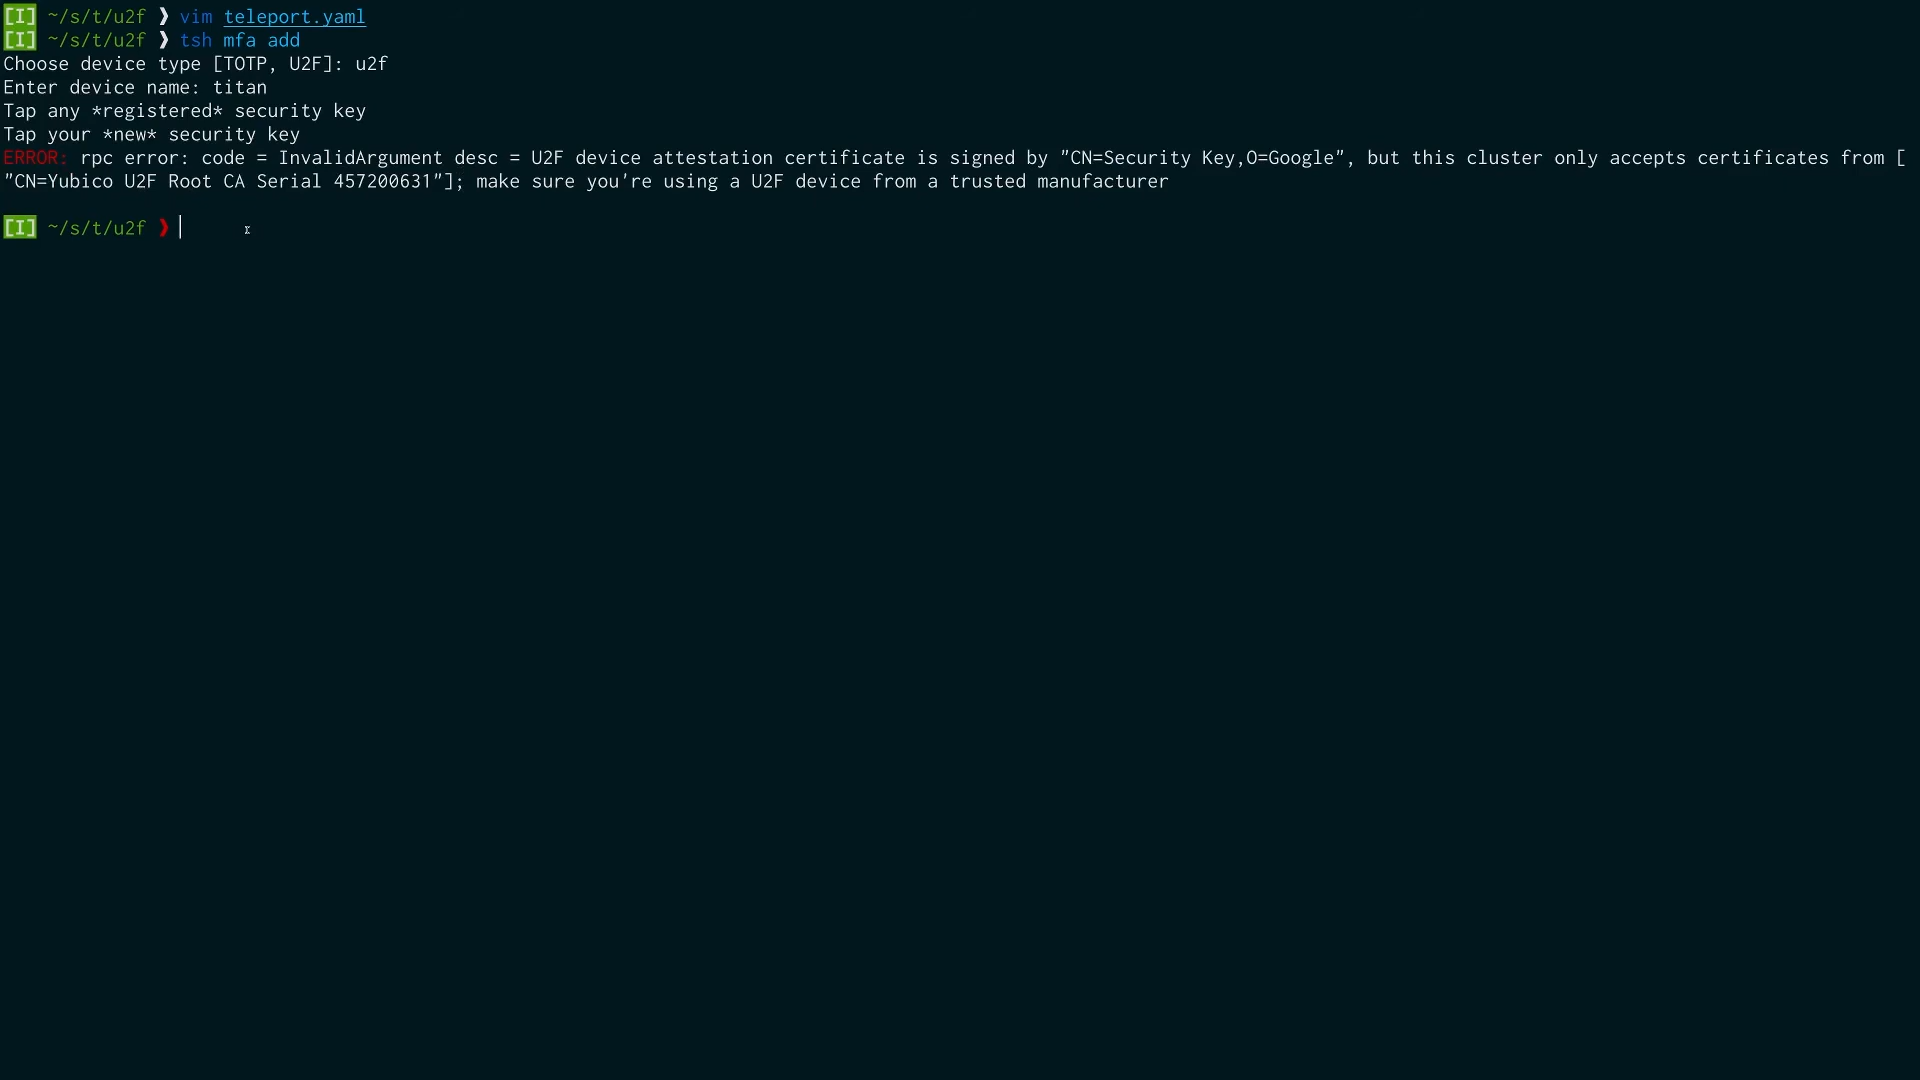 [I] ~/s/t/u2f ❯ vim teleport.yaml
[I] ~/s/t/u2f ❯ tsh mfa add
Choose device type [TOTP, U2F]: u2f
Enter device name: titan
Tap any *registered* security key
Tap your *new* security key
ERROR: rpc error: code = InvalidArgument desc = U2F device attestation certificate is signed by "CN=Security Key,O=Google", but this cluster only accepts certificates from [
"CN=Yubico U2F Root CA Serial 457200631"]; make sure you're using a U2F device from a trusted manufacturer
[I] ~/s/t/u2f ❯